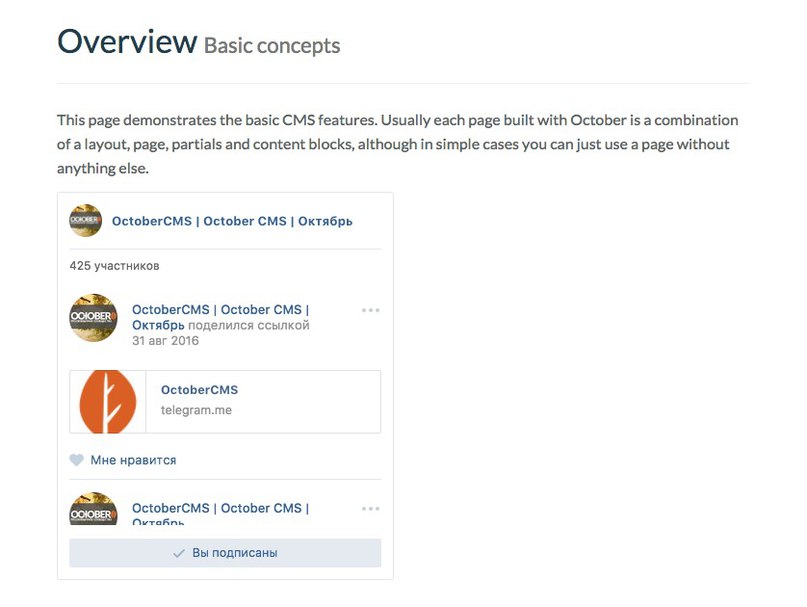 Overview Basic concepts
This page demonstrates the basic CMS features. Usually each page built with October is a combination
of a layout, page, partials and content blocks, although in simple cases you can just use a page without
anything else.
OCTOBER
OctoberCMS | October CMS | Октябрь
425 участников
OCTOBER
OctoberCMS | October CMS |
Октябрь поделился ссылкой
31 авг 2016
OctoberCMS
telegram.me
Мне нравится
OCTOBER
OctoberCMS | October CMS |
Октябрь
Вы подписаны